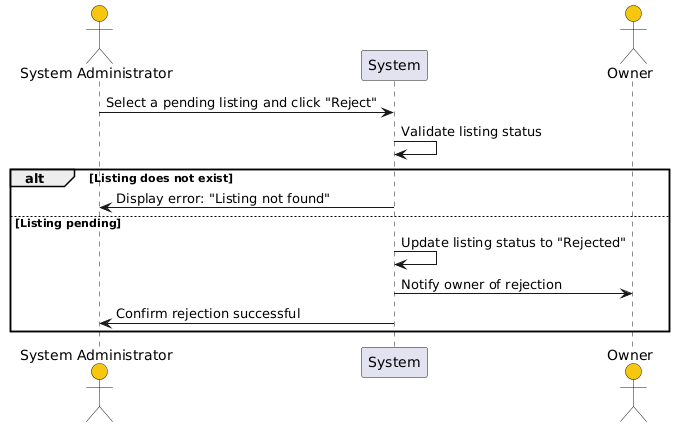 System Administrator
System
Owner
Select a pending listing and click "Reject"
Validate listing status
alt
[Listing does not exist]
Display error: "Listing not found"
[Listing pending]
Update listing status to "Rejected"
Notify owner of rejection
Confirm rejection successful
System Administrator
System
Owner